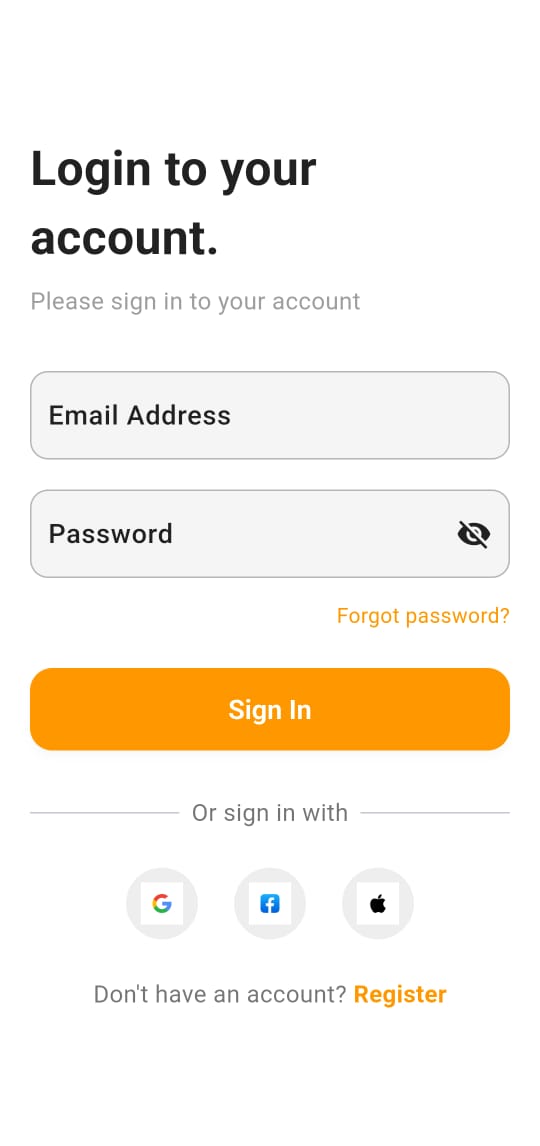 Login to your
account.
Please sign in to your account
Email Address
Password
Forgot password?
Sign In
Or sign in with
Don't have an account? Register